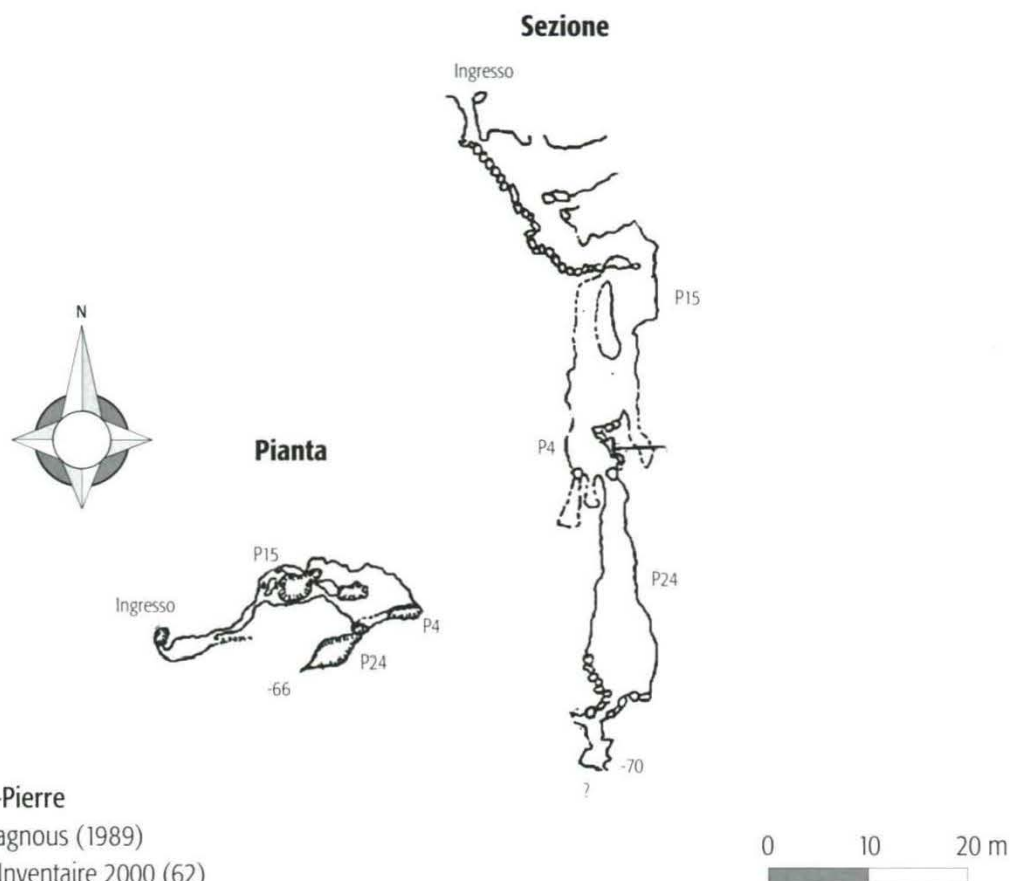 Sezione
Ingresso
P15
N
P4
Pianta
P24
P15
Ingresso
P4
P24
-66
-70
?
-Pierre
agnous (1989)
Inventaire 2000 (62)
0 10 20 m